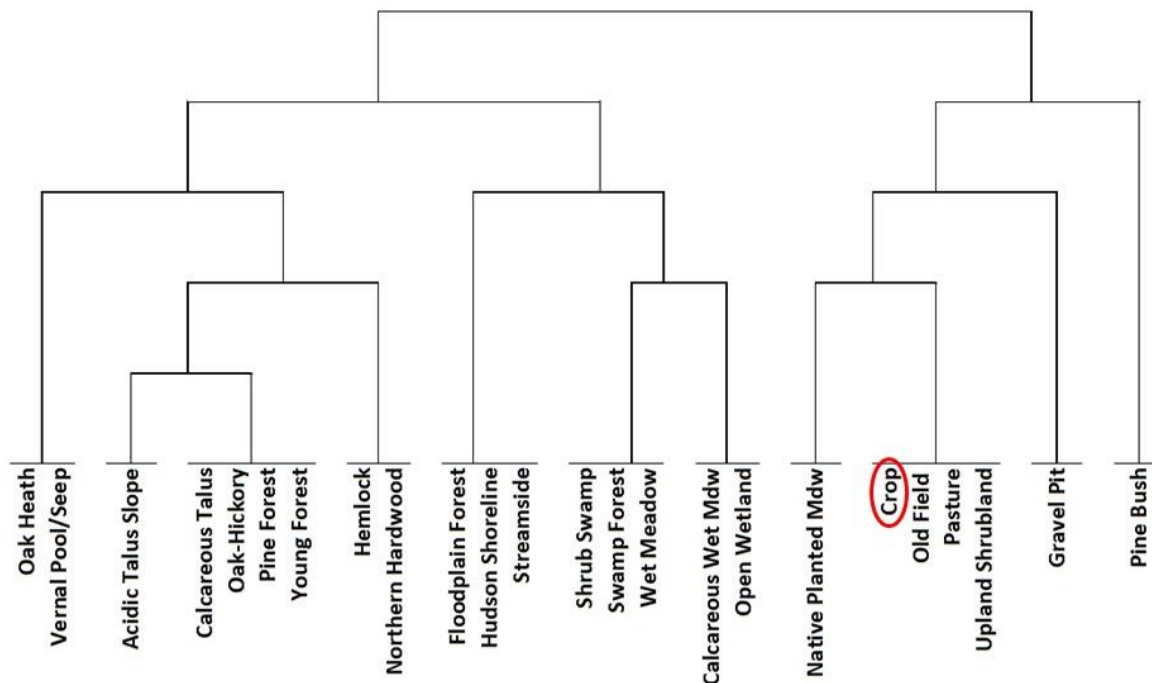 Oak Heath
Vernal Pool/Seep
Acidic Talus Slope
Calcareous Talus
Oak-Hickory
Pine Forest
Young Forest
Hemlock
Northern Hardwood
Floodplain Forest
Hudson Shoreline
Streamside
Shrub Swamp
Swamp Forest
Wet Meadow
Calcareous Wet Mdw
Open Wetland
Native Planted Mdw
Crop
Old Field
Pasture
Upland Shrubland
Gravel Pit
Pine Bush